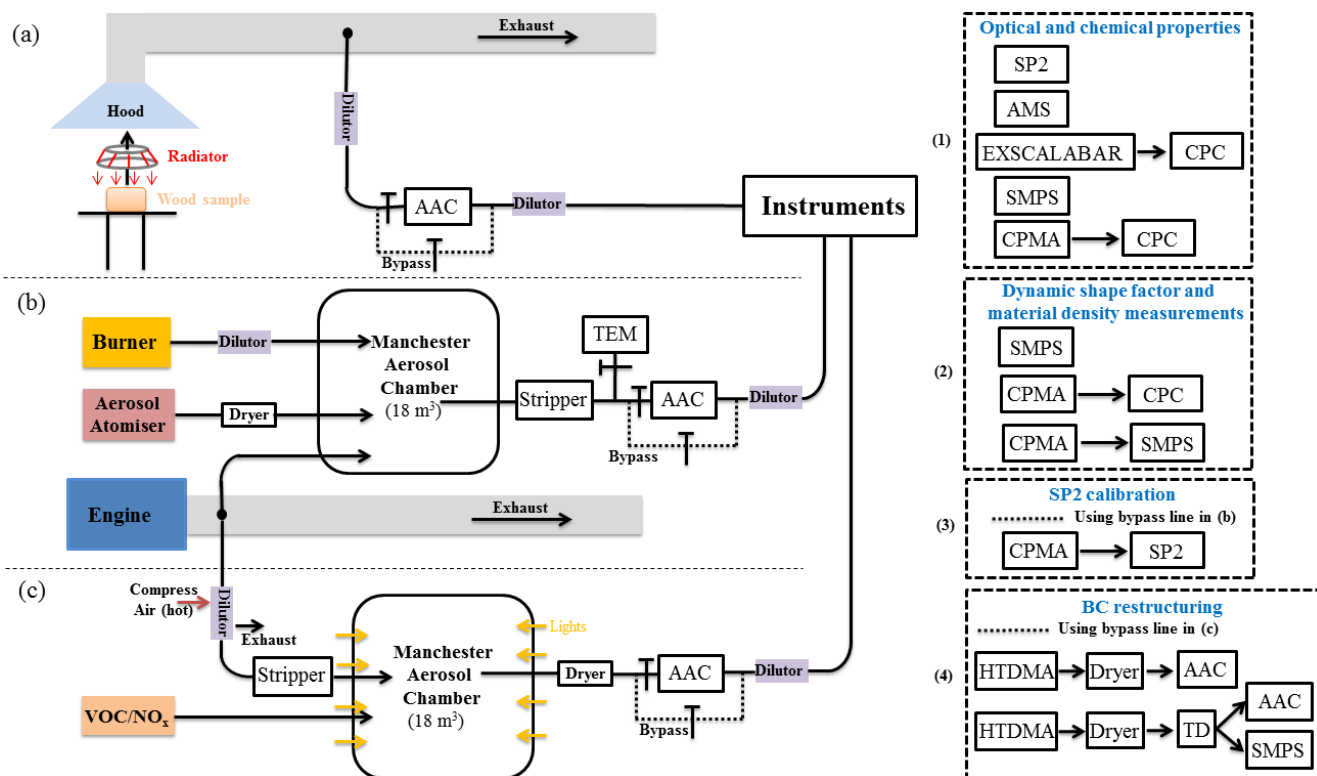 (a)
Exhaust
Hood
Radiator
Wood sample
Dilutor
AAC
Dilutor
Bypass
Instruments
(b)
Burner
Dilutor
Aerosol
Atomiser
Dryer
Manchester
Aerosol
Chamber
(18 m³)
Stripper
TEM
AAC
Dilutor
Bypass
Engine
Exhaust
(c)
Compress
Air (hot)
Dilutor
Exhaust
Stripper
VOC/NOₓ
Manchester
Aerosol
Chamber
(18 m³)
Lights
Dryer
AAC
Dilutor
Bypass
(1)
Optical and chemical properties
SP2
AMS
EXSCALABAR CPC
SMPS
CPMA CPC
(2)
Dynamic shape factor and
material density measurements
SMPS
CPMA CPC
CPMA SMPS
(3)
SP2 calibration
Using bypass line in (b)
CPMA SP2
(4)
BC restructuring
Using bypass line in (c)
HTDMA Dryer AAC
HTDMA Dryer TD AAC
SMPS